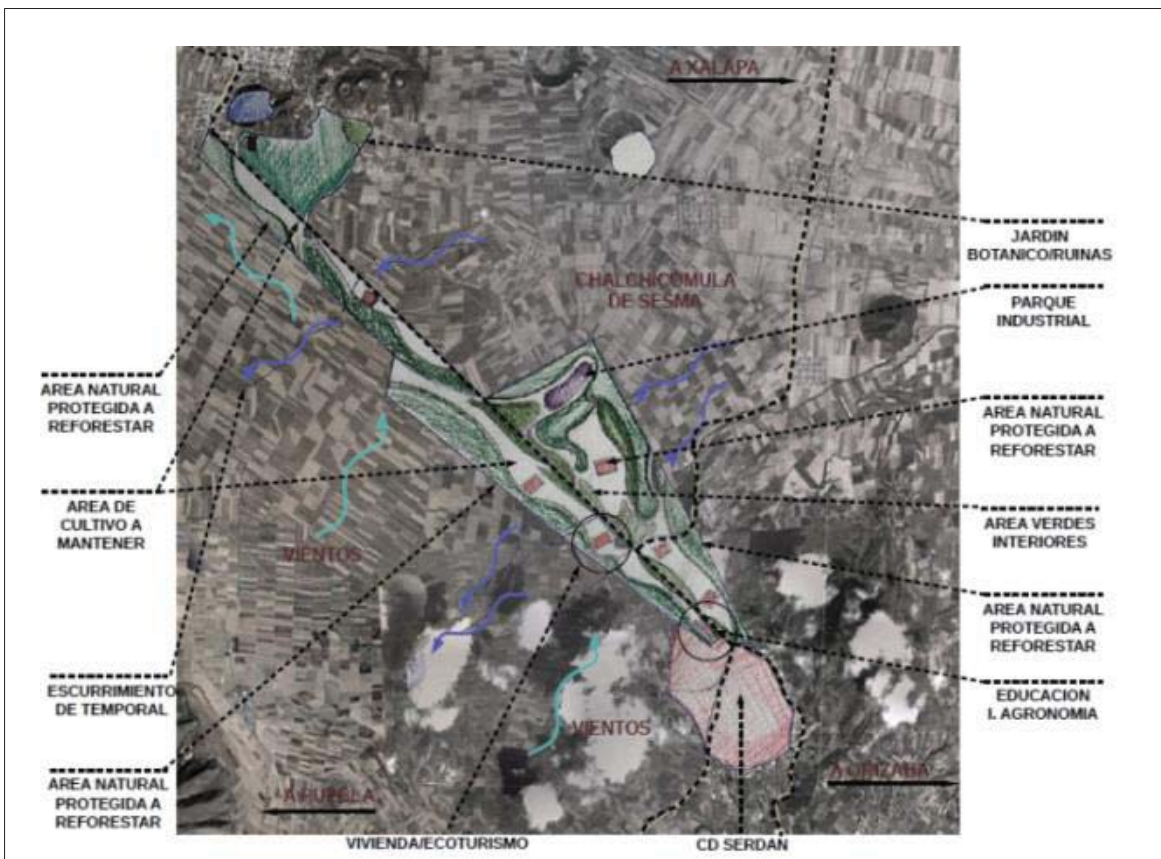 A XALAPA
JARDIN
BOTANICO/RUINAS
CHALCHICOMULA
DE SESMA
PARQUE
INDUSTRIAL
AREA NATURAL
PROTEGIDA A
REFORESTAR
AREA NATURAL
PROTEGIDA A
REFORESTAR
AREA DE
CULTIVO A
MANTENER
VIENTOS
AREA VERDES
INTERIORES
AREA NATURAL
PROTEGIDA A
REFORESTAR
ESCURRIMIENTO
DE TEMPORAL
EDUCACION
I. AGRONOMIA
VIENTOS
A PUEBLA
A ORIZABA
AREA NATURAL
PROTEGIDA A
REFORESTAR
VIVIENDA/ECOTURISMO
CD SERDAN